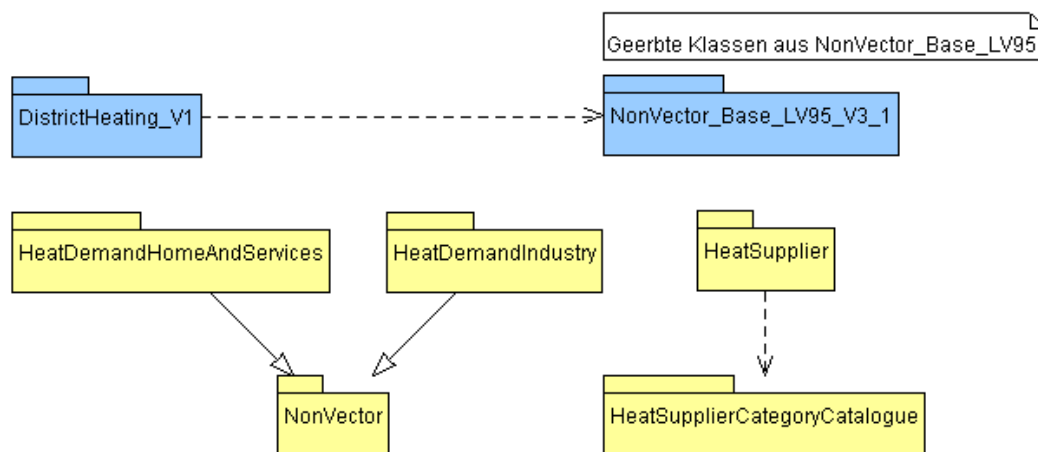 Geerbte Klassen aus NonVector_Base_LV95
DistrictHeating_V1
NonVector_Base_LV95_V3_1
HeatDemandHomeAndServices
HeatDemandIndustry
HeatSupplier
NonVector
HeatSupplierCategoryCatalogue